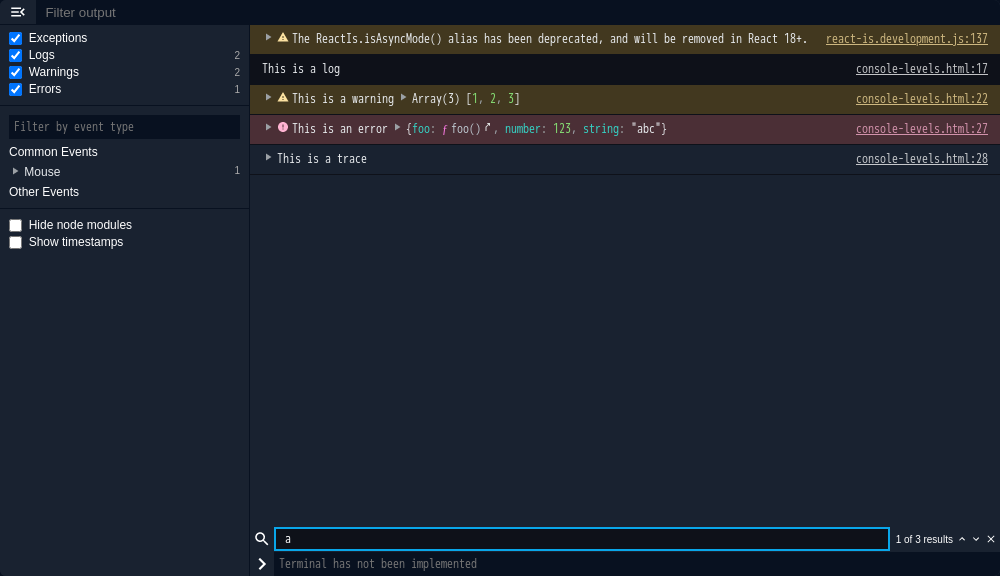 Filter output
Exceptions
Logs 2
Warnings 2
Errors 1
Filter by event type
Common Events
Mouse 1
Other Events
Hide node modules
Show timestamps
The ReactIs.isAsyncMode() alias has been deprecated, and will be removed in React 18+. react-is.development.js:137
This is a log console-levels.html:17
This is a warning Array(3) [1, 2, 3] console-levels.html:22
This is an error {foo: ƒ foo(), number: 123, string: "abc"} console-levels.html:27
This is a trace console-levels.html:28
a 1 of 3 results
Terminal has not been implemented